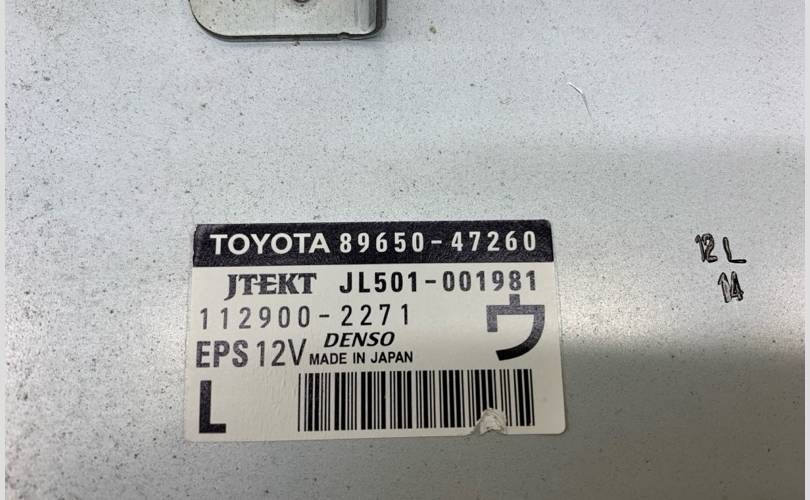 TOYOTA 89650-47260
JTEKT JL501-001981
112900-2271
ウ
DENSO
EPS 12V MADE IN JAPAN
L
12 L
14